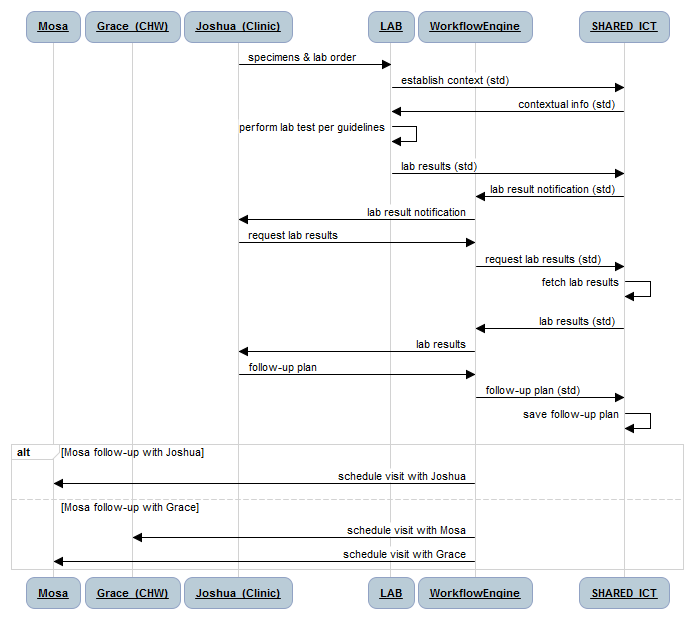 Mosa Grace (CHW) Joshua (Clinic) LAB WorkflowEngine SHARED ICT
specimens & lab order
establish context (std)
contextual info (std)
perform lab test per guidelines
lab results (std)
lab result notification (std)
lab result notification
request lab results
request lab results (std)
fetch lab results
lab results (std)
lab results
follow-up plan
follow-up plan (std)
save follow-up plan
alt [Mosa follow-up with Joshua]
schedule visit with Joshua
[Mosa follow-up with Grace]
schedule visit with Mosa
schedule visit with Grace
Mosa Grace (CHW) Joshua (Clinic) LAB WorkflowEngine SHARED ICT